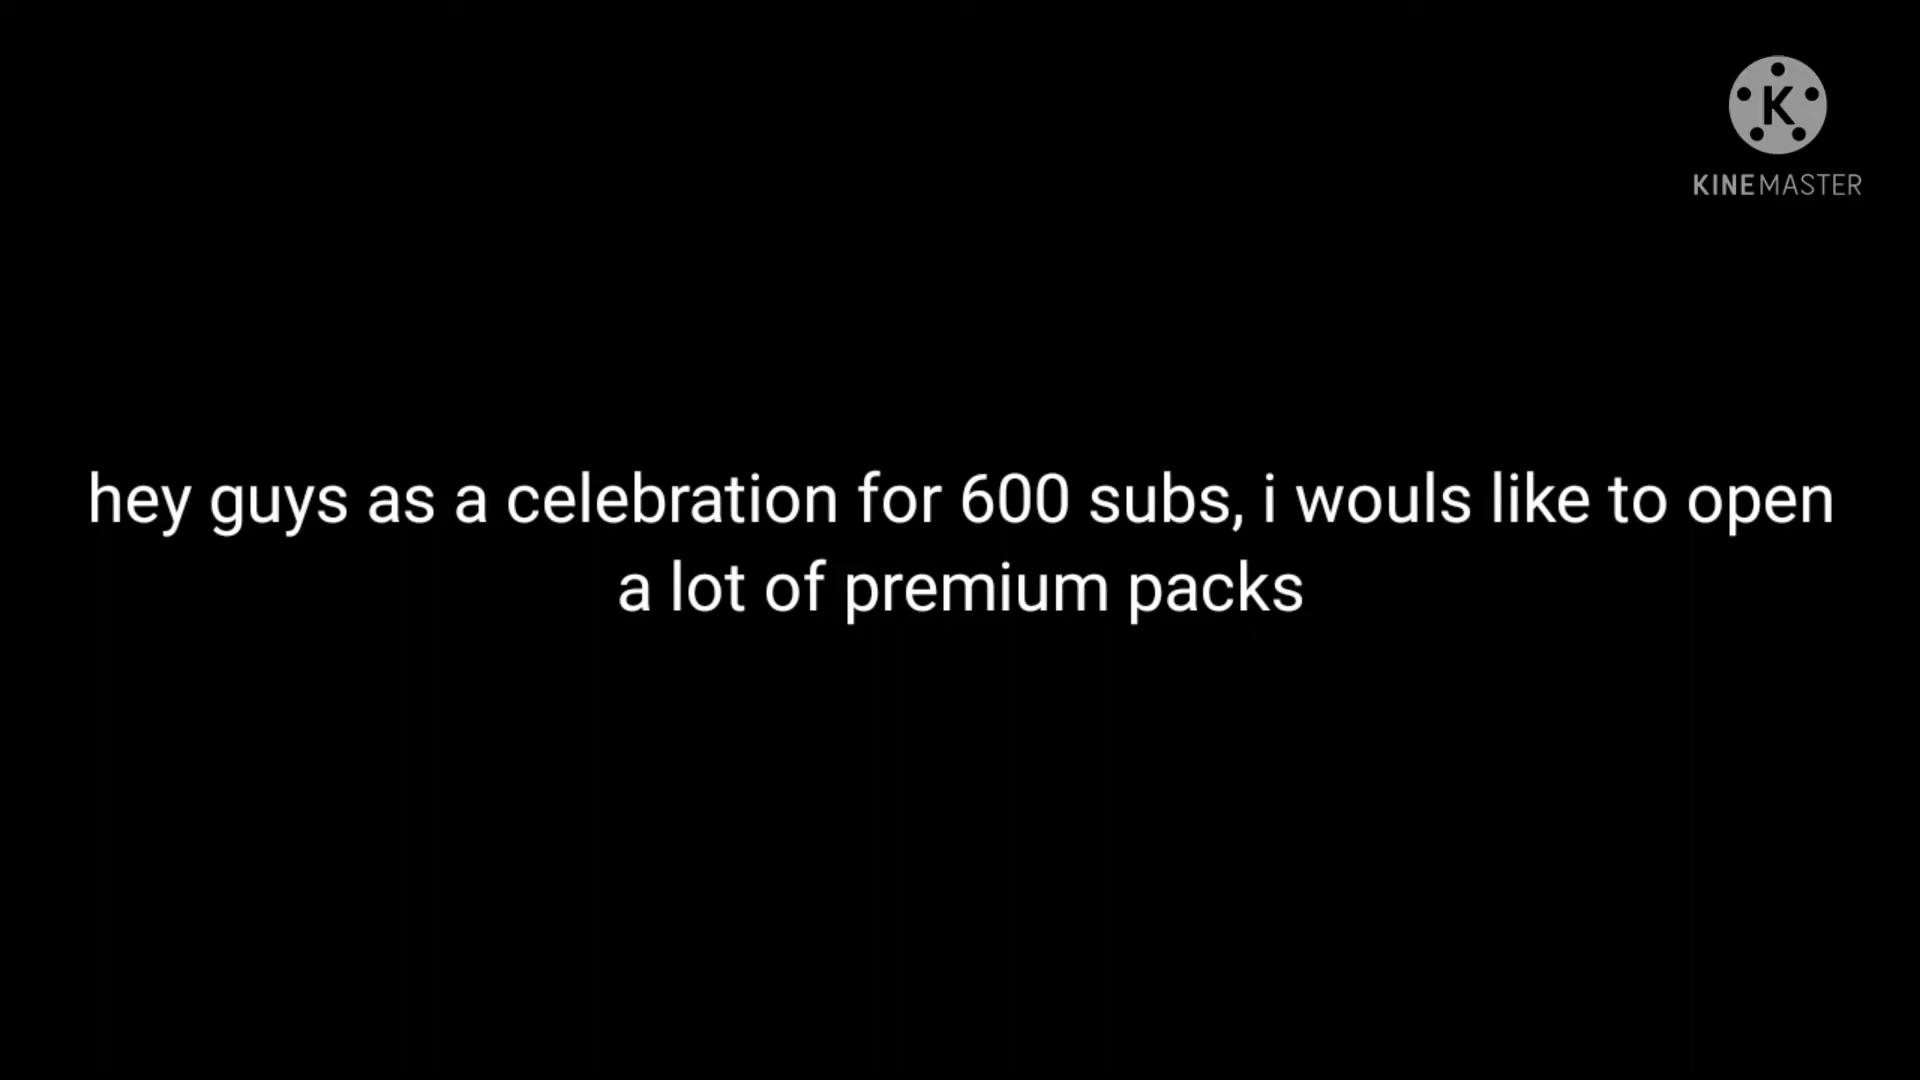 K
KINEMASTER
hey guys as a celebration for 600 subs, i wouls like to open
a lot of premium packs